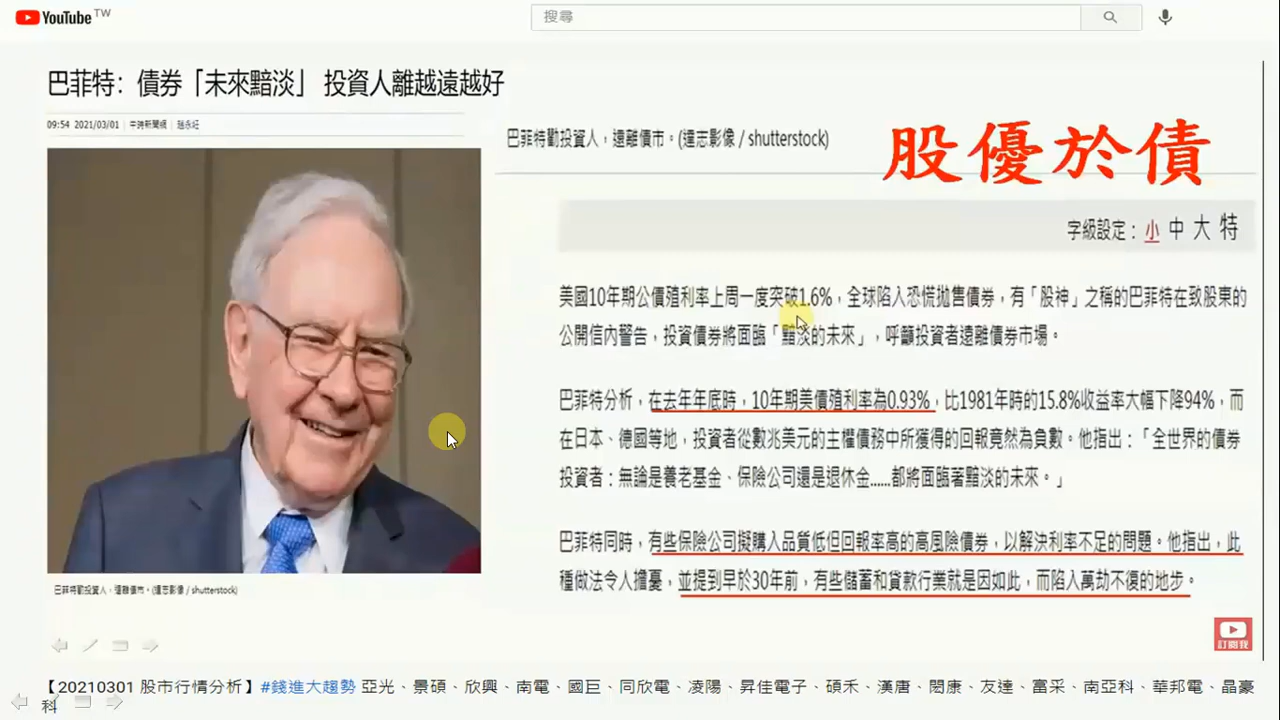 YouTube TW
搜尋
巴菲特：債券「未來黯淡」 投資人離越遠越好
09:54 2021/03/01 中時新聞網
巴菲特勸投資人，遠離債市。(達志影像 / shutterstock)
股優於債
字級設定：小 中 大 特
美國10年期公債殖利率上周一度突破1.6%，全球陷入恐慌拋售債券，有「股神」之稱的巴菲特在致股東的
公開信內警告，投資債券將面臨「黯淡的未來」，呼籲投資者遠離債券市場。
巴菲特分析，在去年年底時，10年期美債殖利率為0.93%，比1981年時的15.8%收益率大幅下降94%，而
在日本、德國等地，投資者從數兆美元的主權債務中所獲得的回報竟然為負數。他指出：「全世界的債券
投資者：無論是養老基金、保險公司還是退休金……都將面臨著黯淡的未來。」
巴菲特同時，有些保險公司擬購入品質低但回報率高的高風險債券，以解決利率不足的問題。他指出，此
種做法令人擔憂，並提到早於30年前，有些儲蓄和貸款行業就是因如此，而陷入萬劫不復的地步。
巴菲特勸投資人，遠離債市。(達志影像 / shutterstock)
訂閱我
【20210301 股市行情分析】#錢進大趨勢 亞光、景碩、欣興、南電、國巨、同欣電、凌陽、昇佳電子、碩禾、漢唐、閎康、友達、富采、南亞科、華邦電、晶豪
科